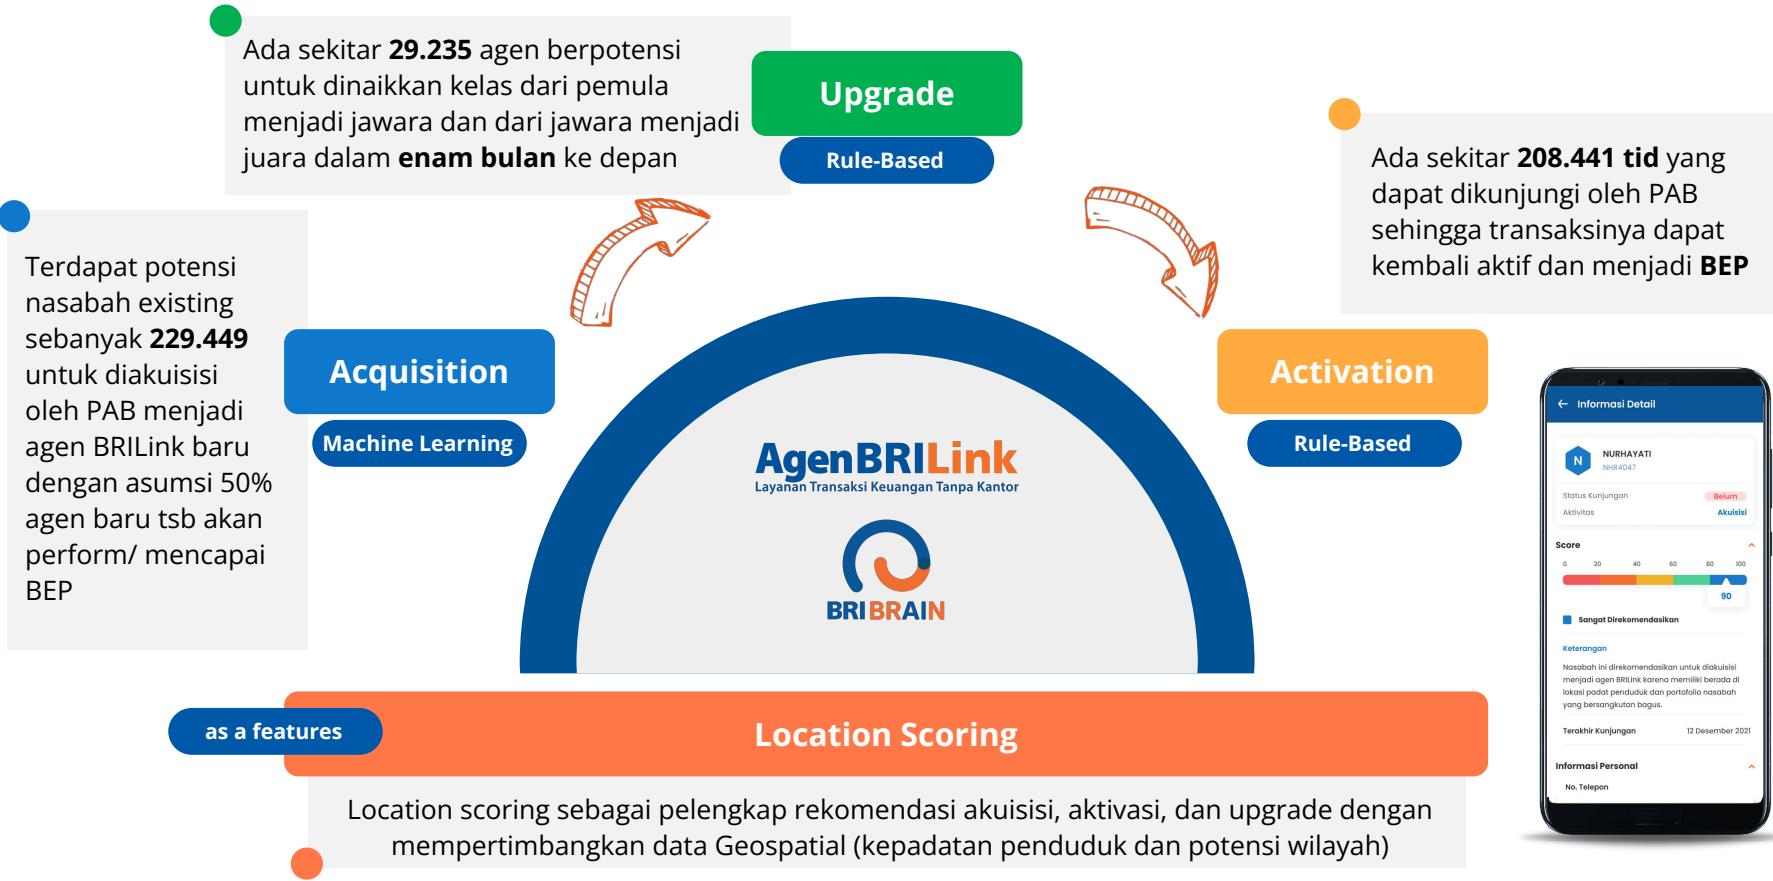 Ada sekitar 29.235 agen berpotensi
untuk dinaikkan kelas dari pemula
menjadi jawara dan dari jawara menjadi
juara dalam enam bulan ke depan
Upgrade
Rule-Based
Ada sekitar 208.441 tid yang
dapat dikunjungi oleh PAB
sehingga transaksinya dapat
kembali aktif dan menjadi BEP
Terdapat potensi
nasabah existing
sebanyak 229.449
untuk diakuisisi
oleh PAB menjadi
agen BRILink baru
dengan asumsi 50%
agen baru tsb akan
perform/ mencapai
BEP
Acquisition
Machine Learning
Activation
Rule-Based
AgenBRILink
Layanan Transaksi Keuangan Tanpa Kantor
BRIBRAIN
as a features
Location Scoring
Location scoring sebagai pelengkap rekomendasi akuisisi, aktivasi, dan upgrade dengan
mempertimbangkan data Geospatial (kepadatan penduduk dan potensi wilayah)
← Informasi Detail
N
NURHAYATI
NHR4047
Status Kunjungan Belum
Aktivitas Akuisisi
Score
0 20 40 60 80 100
90
Sangat Direkomendasikan
Keterangan
Nasabah ini direkomendasikan untuk diakuisisi
menjadi agen BRILink karena memiliki berada di
lokasi padat penduduk dan portofolio nasabah
yang bersangkutan bagus.
Terakhir Kunjungan 12 Desember 2021
Informasi Personal
No. Telepon